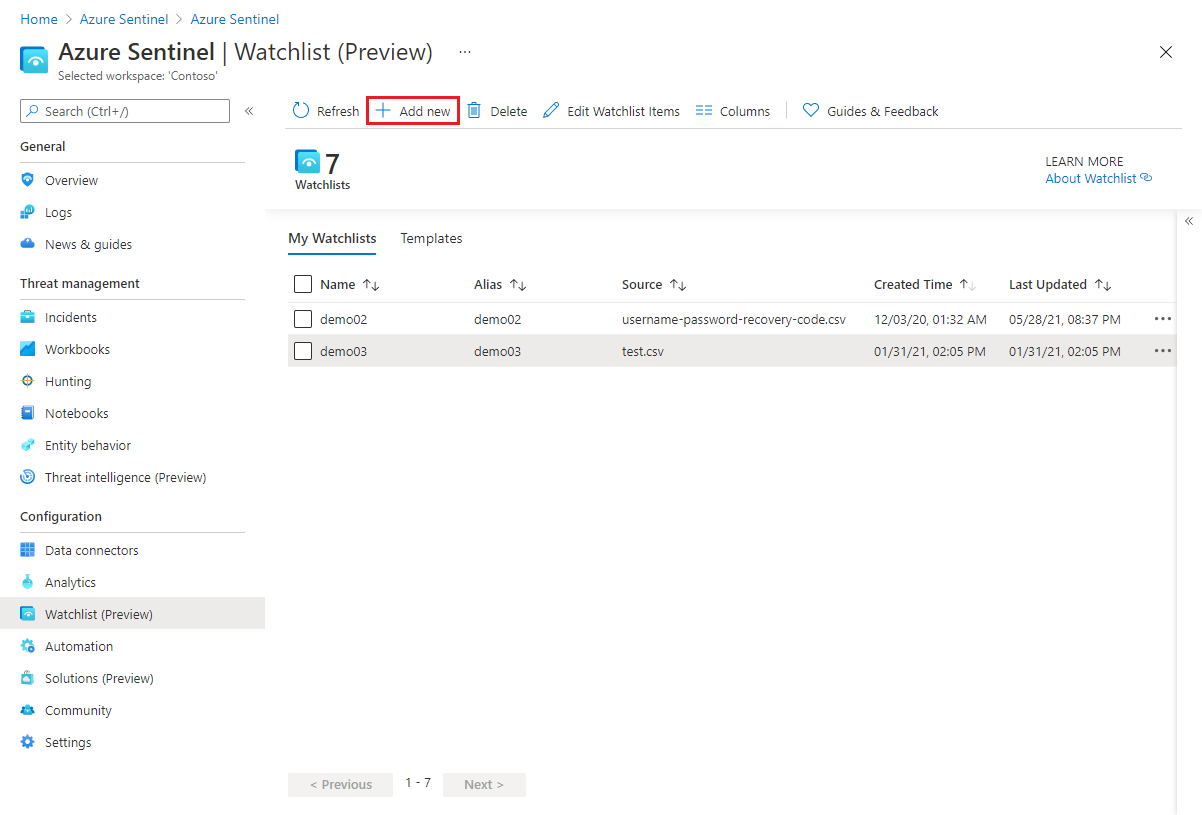 Home > Azure Sentinel > Azure Sentinel
Azure Sentinel | Watchlist (Preview) ...
Selected workspace: 'Contoso'
Search (Ctrl+/) «
Refresh + Add new Delete Edit Watchlist Items Columns Guides & Feedback
7
Watchlists
LEARN MORE
About Watchlist
«
General
Overview
Logs
News & guides
Threat management
Incidents
Workbooks
Hunting
Notebooks
Entity behavior
Threat intelligence (Preview)
Configuration
Data connectors
Analytics
Watchlist (Preview)
Automation
Solutions (Preview)
Community
Settings
My Watchlists Templates
Name ↑↓ Alias ↑↓ Source ↑↓ Created Time ↑↓ Last Updated ↑↓
demo02 demo02 username-password-recovery-code.csv 12/03/20, 01:32 AM 05/28/21, 08:37 PM ...
demo03 demo03 test.csv 01/31/21, 02:05 PM 01/31/21, 02:05 PM ...
< Previous 1 - 7 Next >